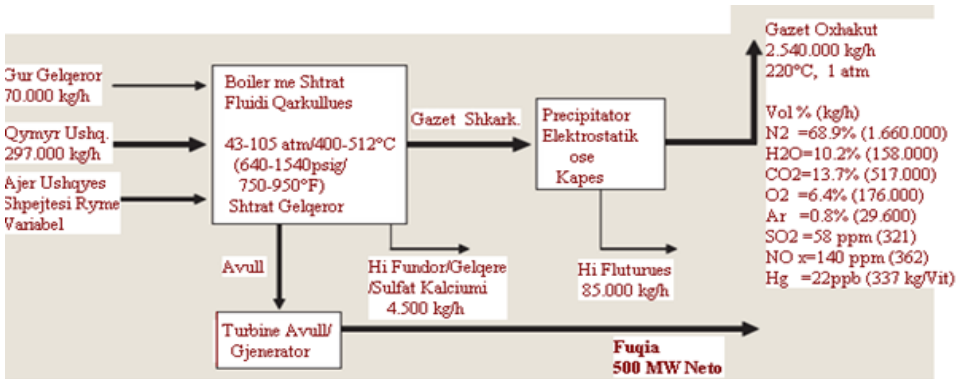 Gur Gelqeror
70.000 kg/h
Qymyr Ushq.
297.000 kg/h
Ajer Ushqyes
Shpejtesi Ryme
Variabel
Boiler me Shtrat
Fluidi Qarkullues
43-105 atm/400-512°C
(640-1540psig/
750-950°F)
Shtrat Gelqeror
Gazet Shkark.
Precipitator
Elektrostatik
ose
Kapes
Gazet Oxhakut
2.540.000 kg/h
220°C, 1 atm
Vol % (kg/h)
N2 =68.9% (1.660.000)
H2O=10.2% (158.000)
CO2=13.7% (517.000)
O2 =6.4% (176.000)
Ar =0.8% (29.600)
SO2 =58 ppm (321)
NO x=140 ppm (362)
Hg =22ppb (337 kg/Vit)
Avull
Hi Fundor/Gelqere
/Sulfat Kalciumi
4.500 kg/h
Hi Fluturues
85.000 kg/h
Turbine Avull/
Gjenerator
Fuqia
500 MW Neto